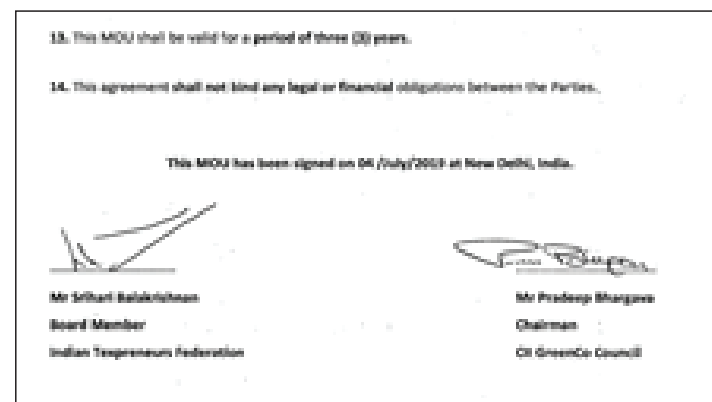 13. This MOU shall be valid for a period of three (3) years.
14. This agreement shall not bind any legal or financial obligations between the Parties.
This MOU has been signed on 04 /July/2019 at New Delhi, India.
Mr Srihari Balakrishnan
Mr Pradeep Bhargava
Board Member
Chairman
Indian Texpreneurs Federation
CII GreenCo Council